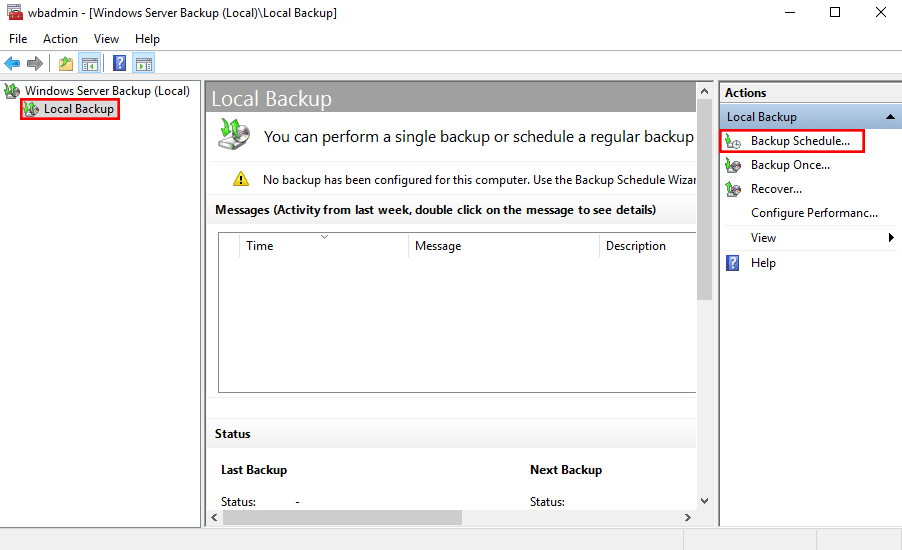 wbadmin - [Windows Server Backup (Local)\Local Backup]
File Action View Help
Windows Server Backup (Local)
Local Backup
Local Backup
You can perform a single backup or schedule a regular backup
No backup has been configured for this computer. Use the Backup Schedule Wizar
Messages (Activity from last week, double click on the message to see details)
Time Message Description
Status
Last Backup Next Backup
Status: - Status:
Actions
Local Backup
Backup Schedule...
Backup Once...
Recover...
Configure Performanc...
View
Help